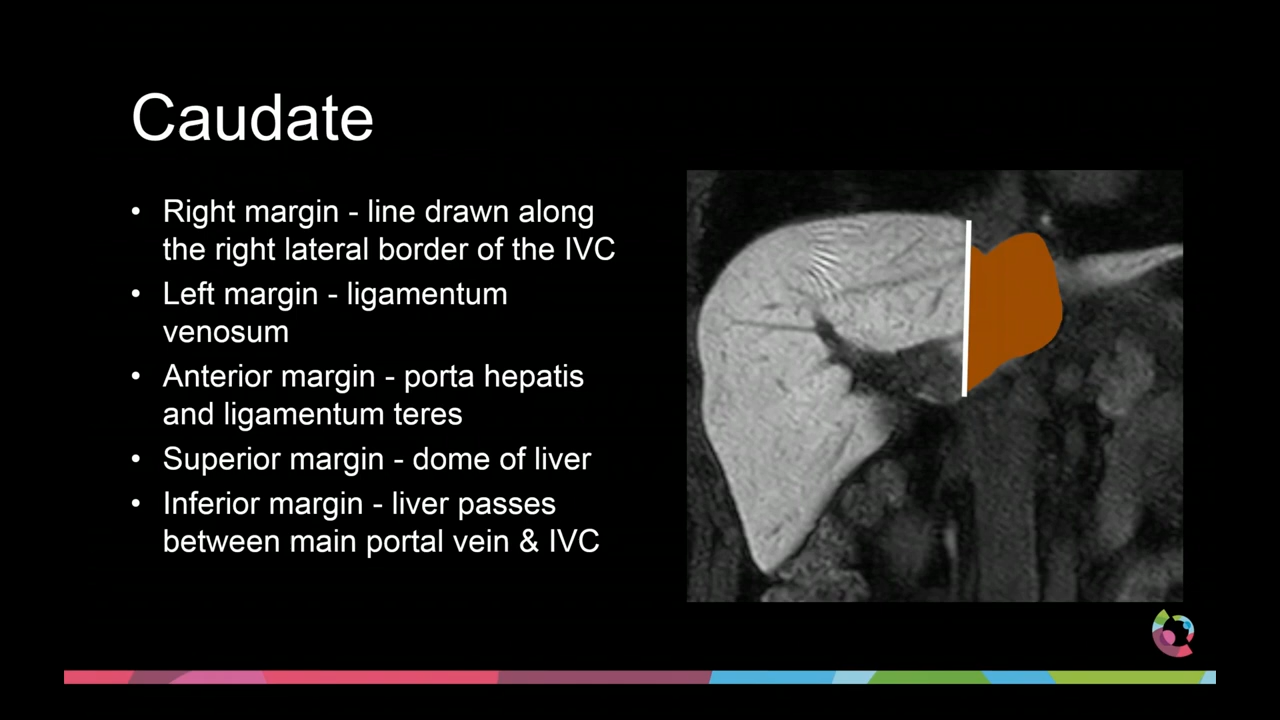 Caudate
• Right margin - line drawn along
the right lateral border of the IVC
• Left margin - ligamentum
venosum
• Anterior margin - porta hepatis
and ligamentum teres
• Superior margin - dome of liver
• Inferior margin - liver passes
between main portal vein & IVC